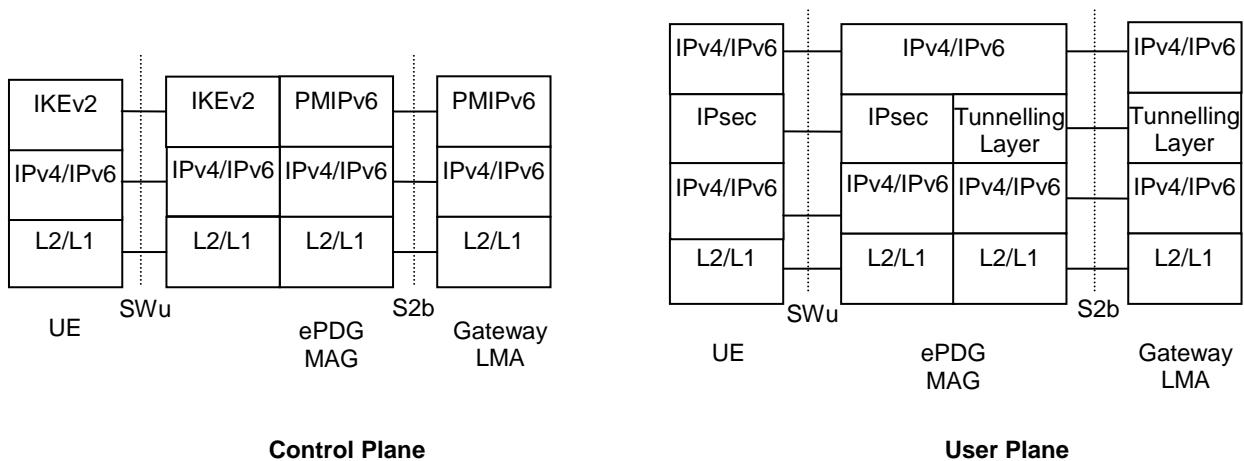 IKEv2
IKEv2
PMIPv6
PMIPv6
IPv4/IPv6
IPv4/IPv6
IPv4/IPv6
IPv4/IPv6
L2/L1
L2/L1
L2/L1
L2/L1
SWu
S2b
UE
ePDG
MAG
Gateway
LMA
Control Plane
IPv4/IPv6
IPv4/IPv6
IPv4/IPv6
IPsec
IPsec
Tunnelling
Layer
Tunnelling
Layer
IPv4/IPv6
IPv4/IPv6
IPv4/IPv6
IPv4/IPv6
L2/L1
L2/L1
L2/L1
L2/L1
SWu
S2b
UE
ePDG
MAG
Gateway
LMA
User Plane